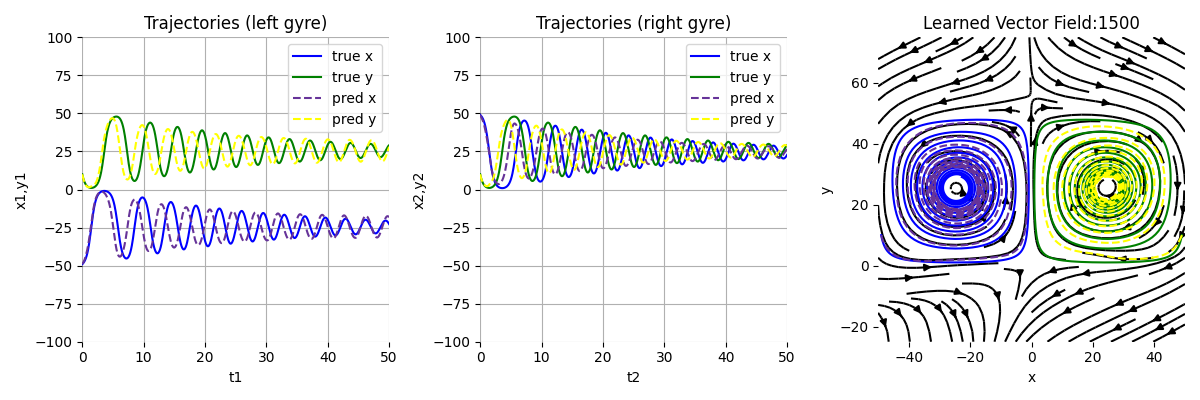 Trajectories (left gyre)
100
75
50
25
0
−25
−50
−75
−100
x1,y1
0 10 20 30 40 50
t1
true x
true y
pred x
pred y
Trajectories (right gyre)
100
75
50
25
0
−25
−50
−75
−100
x2,y2
0 10 20 30 40 50
t2
true x
true y
pred x
pred y
Learned Vector Field:1500
60
40
20
0
−20
y
−40 −20 0 20 40
x